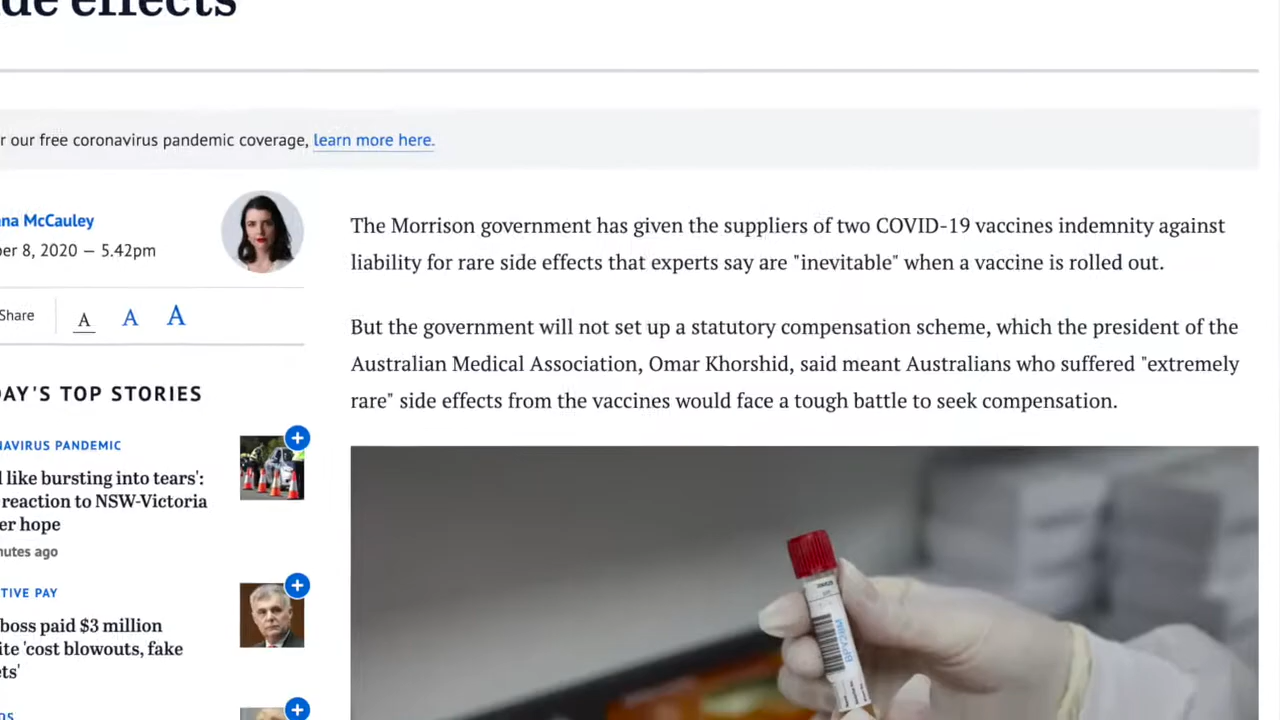 de effects
r our free coronavirus pandemic coverage, learn more here.
na McCauley
er 8, 2020 — 5.42pm
Share A A A
The Morrison government has given the suppliers of two COVID-19 vaccines indemnity against
liability for rare side effects that experts say are "inevitable" when a vaccine is rolled out.
But the government will not set up a statutory compensation scheme, which the president of the
Australian Medical Association, Omar Khorshid, said meant Australians who suffered "extremely
rare" side effects from the vaccines would face a tough battle to seek compensation.
AY'S TOP STORIES
NAVIRUS PANDEMIC
l like bursting into tears':
reaction to NSW-Victoria
er hope
nutes ago
TIVE PAY
boss paid $3 million
ite 'cost blowouts, fake
ets'
DS